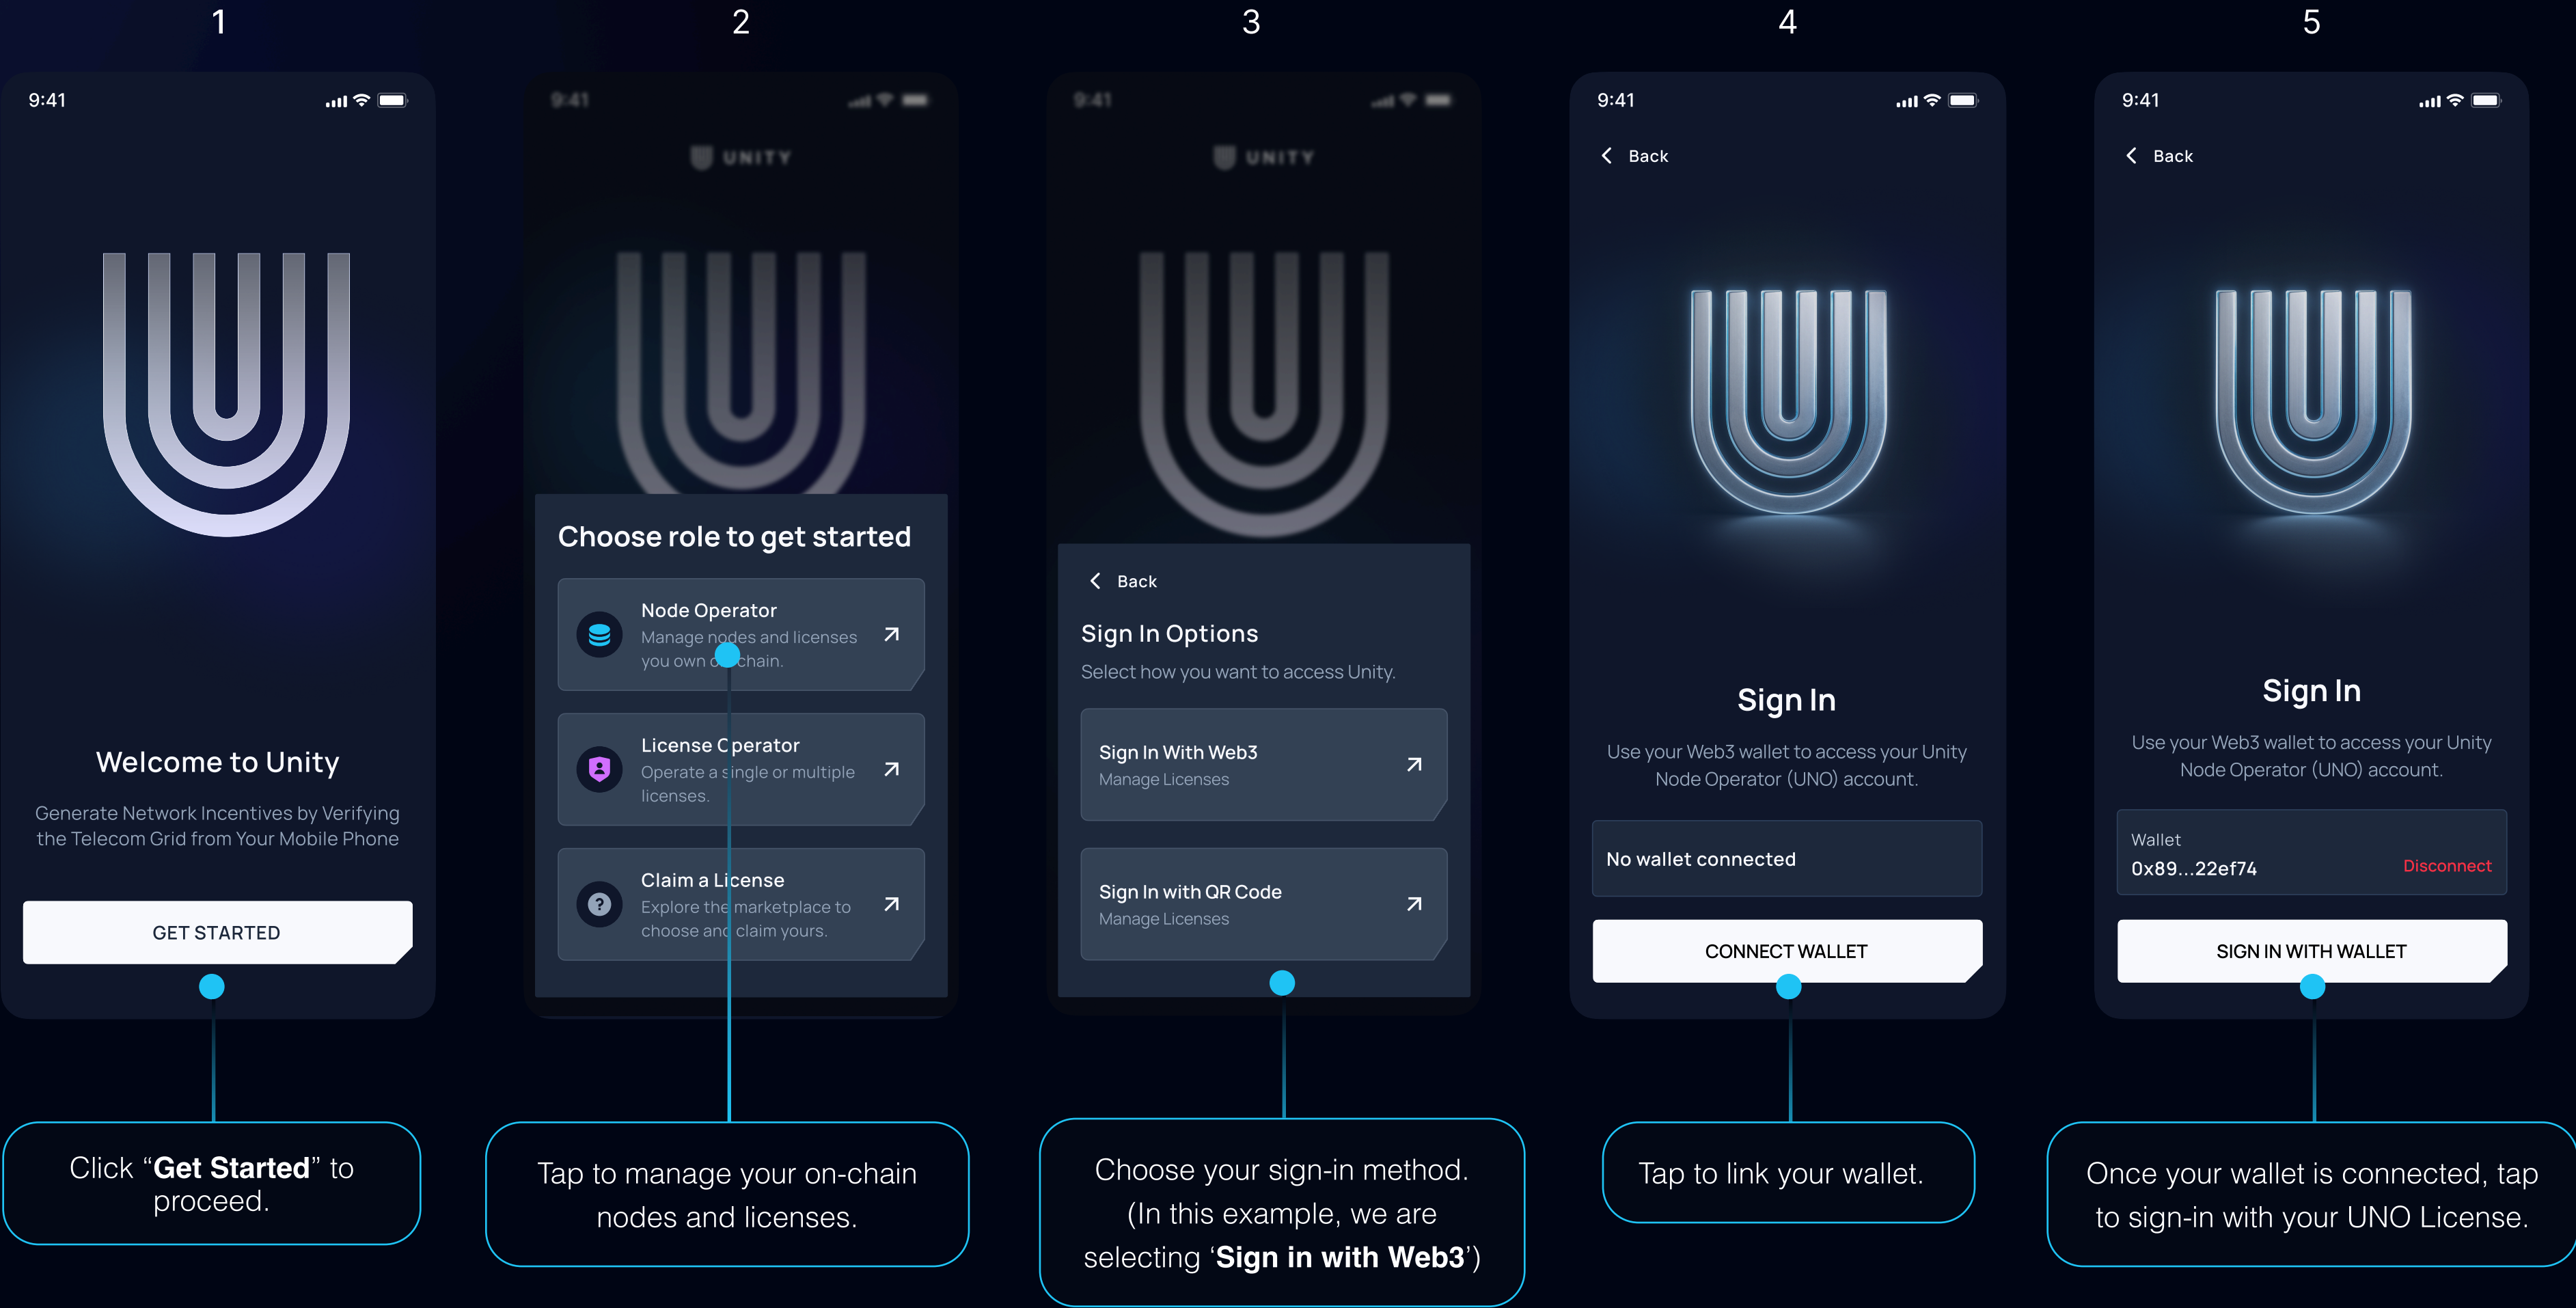 1
9:41
Welcome to Unity
Generate Network Incentives by Verifying
the Telecom Grid from Your Mobile Phone
GET STARTED
Click “Get Started” to
proceed.
2
9:41
UNITY
Choose role to get started
Node Operator
Manage nodes and licenses
you own chain.
License Operator
Operate a single or multiple
licenses.
Claim a License
Explore the marketplace to
choose and claim yours.
Tap to manage your on-chain
nodes and licenses.
3
9:41
UNITY
Back
Sign In Options
Select how you want to access Unity.
Sign In With Web3
Manage Licenses
Sign In with QR Code
Manage Licenses
Choose your sign-in method.
(In this example, we are
selecting ‘Sign in with Web3’)
4
9:41
Back
Sign In
Use your Web3 wallet to access your Unity
Node Operator (UNO) account.
No wallet connected
CONNECT WALLET
Tap to link your wallet.
5
9:41
Back
Sign In
Use your Web3 wallet to access your Unity
Node Operator (UNO) account.
Wallet
0x89...22ef74
Disconnect
SIGN IN WITH WALLET
Once your wallet is connected, tap
to sign-in with your UNO License.